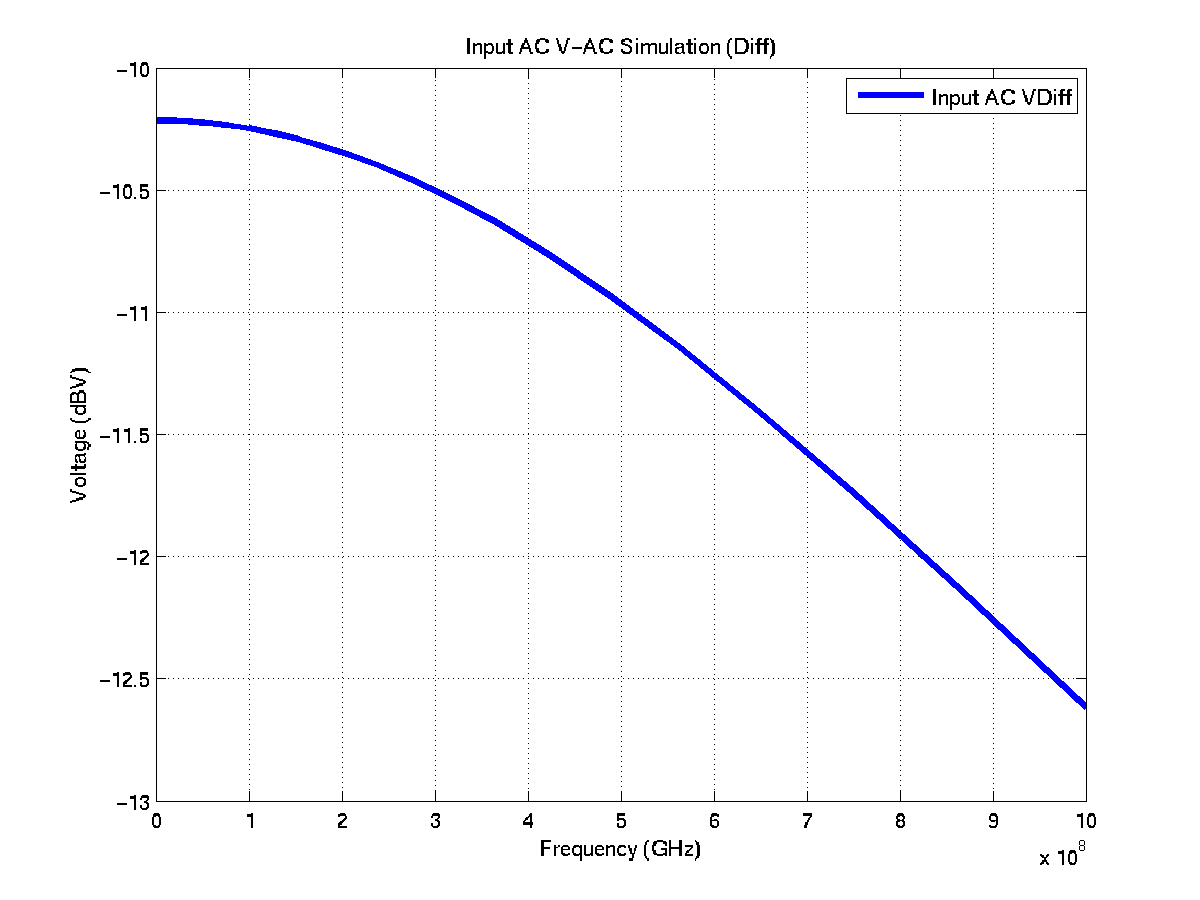 Input AC V-AC Simulation (Diff)
Input AC VDiff
Voltage (dBV)
-10
-10.5
-11
-11.5
-12
-12.5
-13
0 1 2 3 4 5 6 7 8 9 10
Frequency (GHz)
x 10^8